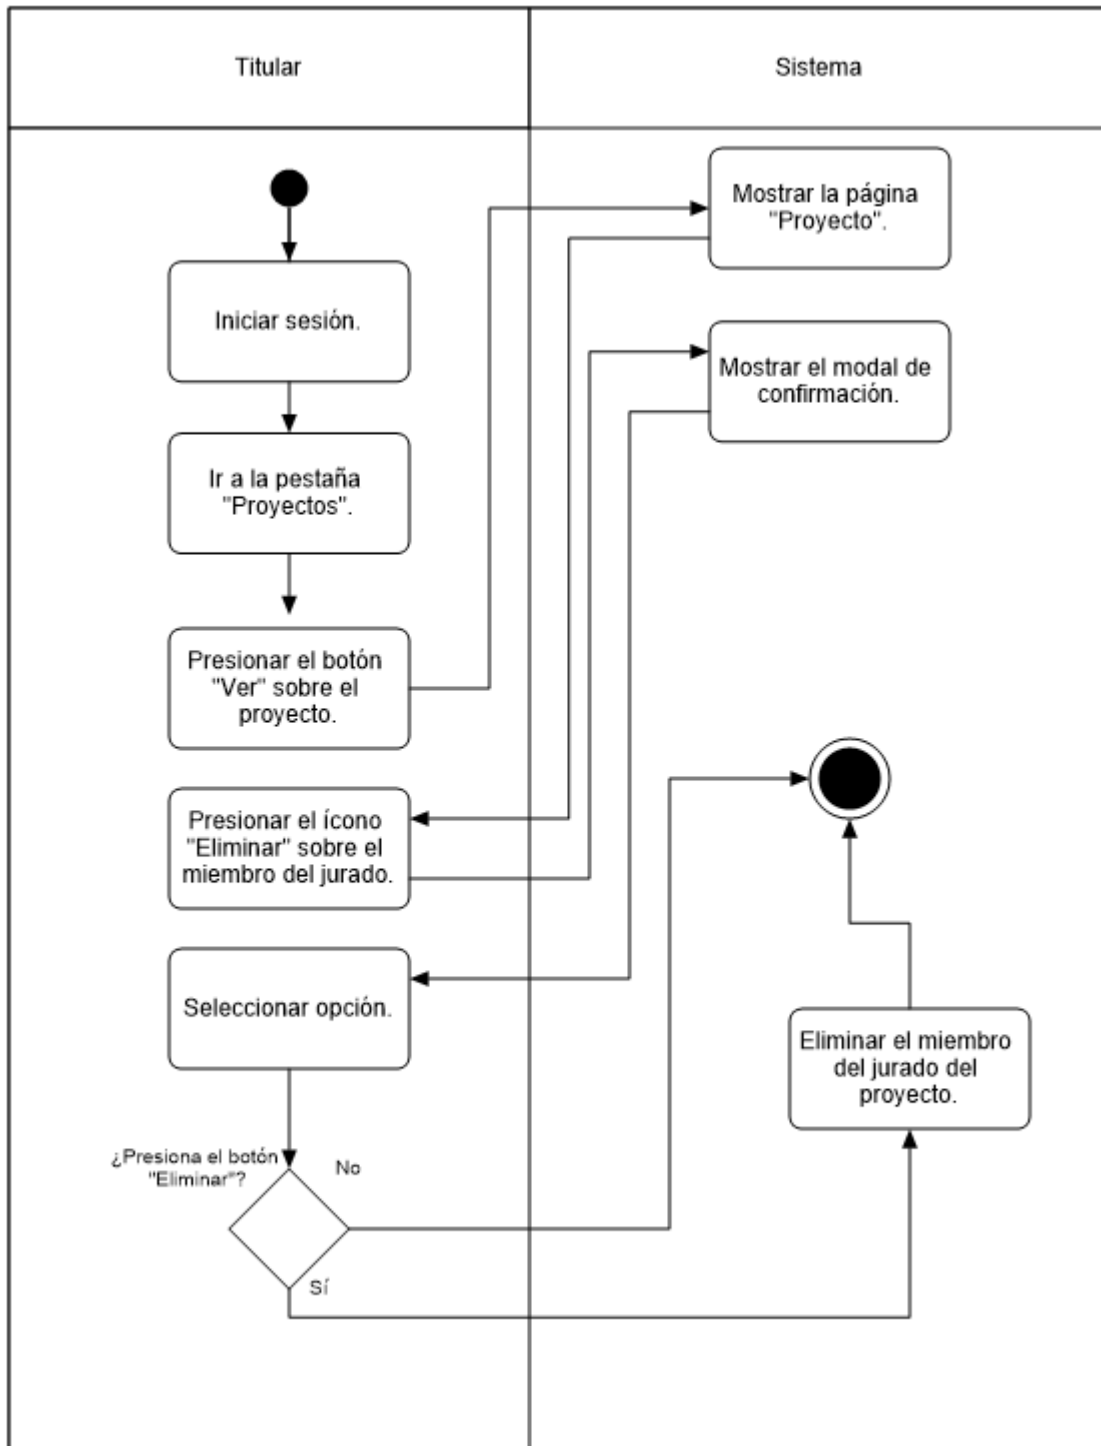 Titular
Sistema
Mostrar la página
"Proyecto".
Iniciar sesión.
Mostrar el modal de
confirmación.
Ir a la pestaña
"Proyectos".
Presionar el botón
"Ver" sobre el
proyecto.
Presionar el ícono
"Eliminar" sobre el
miembro del jurado.
Seleccionar opción.
Eliminar el miembro
del jurado del
proyecto.
¿Presiona el botón
"Eliminar"?
No
Sí